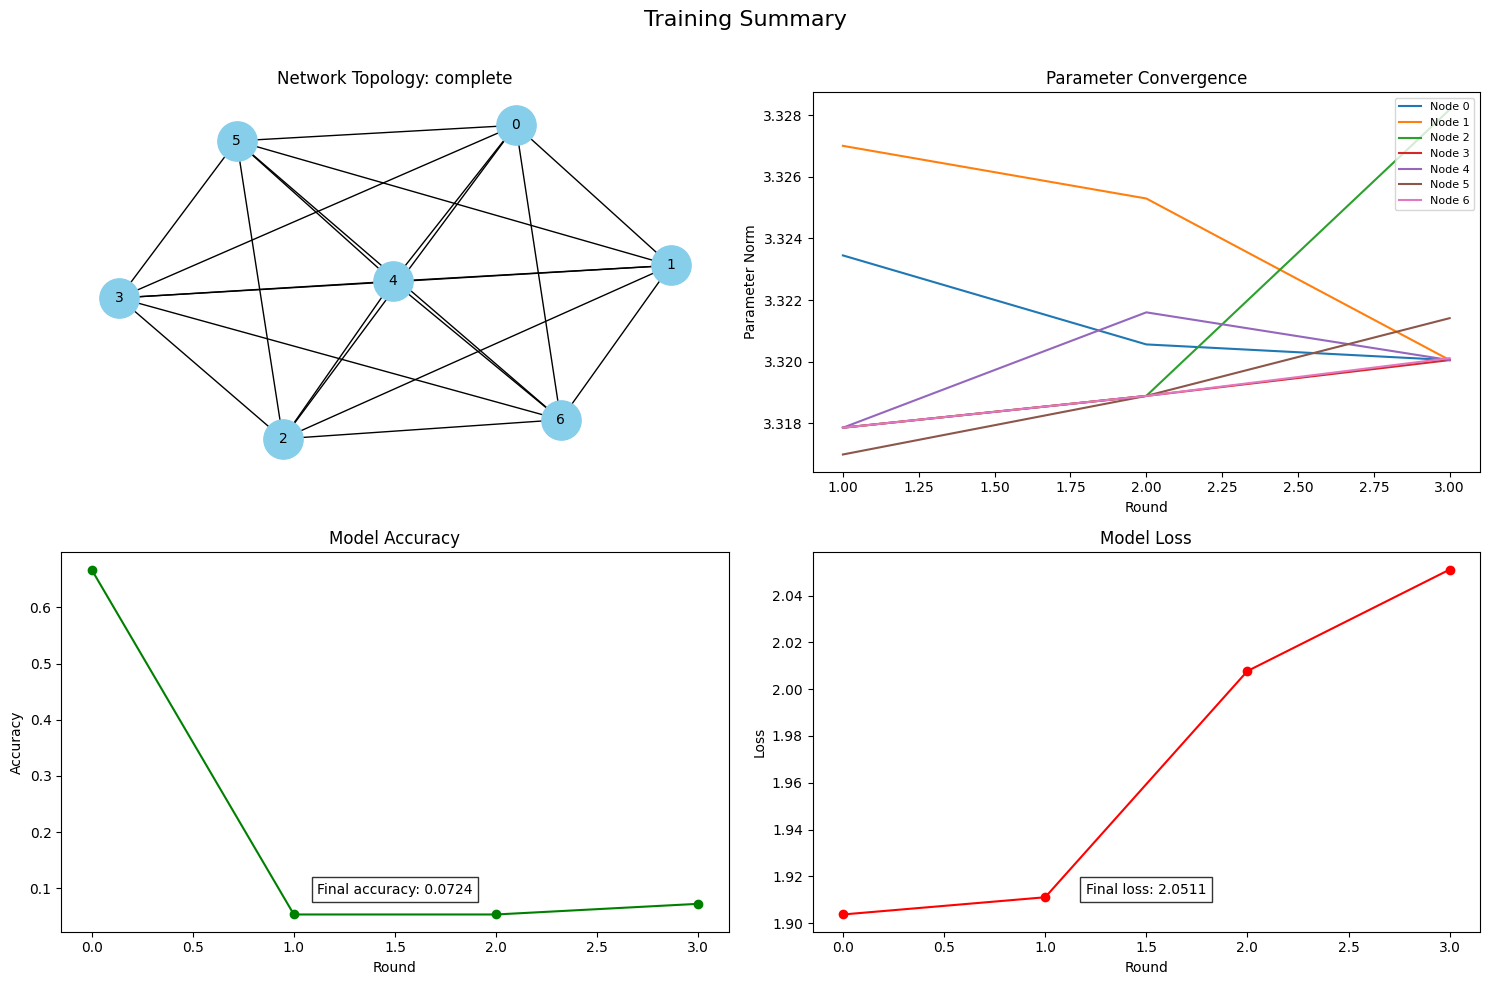 Training Summary
Network Topology: complete
5
0
1
4
3
6
2
Parameter Convergence
Parameter Norm
3.328
3.326
3.324
3.322
3.320
3.318
Node 0
Node 1
Node 2
Node 3
Node 4
Node 5
Node 6
1.00 1.25 1.50 1.75 2.00 2.25 2.50 2.75 3.00
Round
Model Accuracy
Accuracy
0.6
0.5
0.4
0.3
0.2
0.1
Final accuracy: 0.0724
0.0 0.5 1.0 1.5 2.0 2.5 3.0
Round
Model Loss
Loss
2.04
2.02
2.00
1.98
1.96
1.94
1.92
1.90
Final loss: 2.0511
0.0 0.5 1.0 1.5 2.0 2.5 3.0
Round